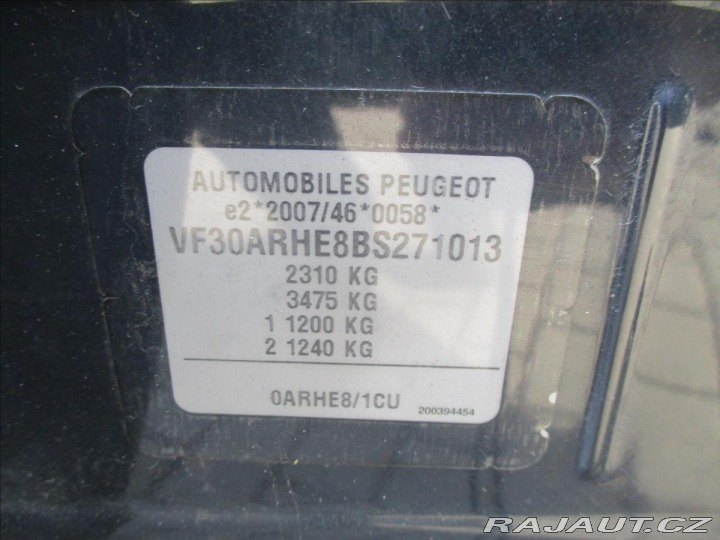 AUTOMOBILES PEUGEOT
e2*2007/46*0058*
VF30ARHE8BS271013
2310 KG
3475 KG
1 1200 KG
2 1240 KG
0ARHE8/1CU
200394454
RAJAUT.CZ